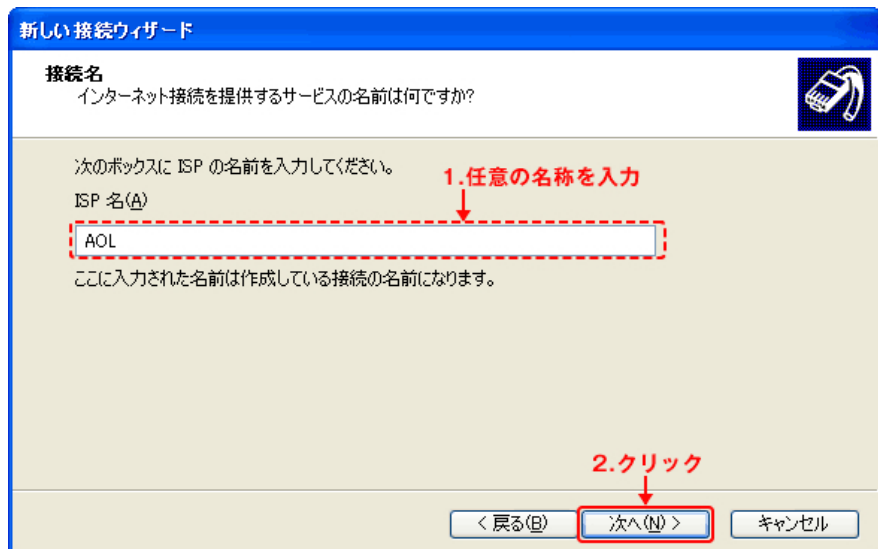 新しい接続ウィザード
接続名
インターネット接続を提供するサービスの名前は何ですか?
次のボックスに ISP の名前を入力してください。
1.任意の名称を入力
ISP 名(A)
AOL
ここに入力された名前は作成している接続の名前になります。
2.クリック
< 戻る(B)
次へ(N) >
キャンセル